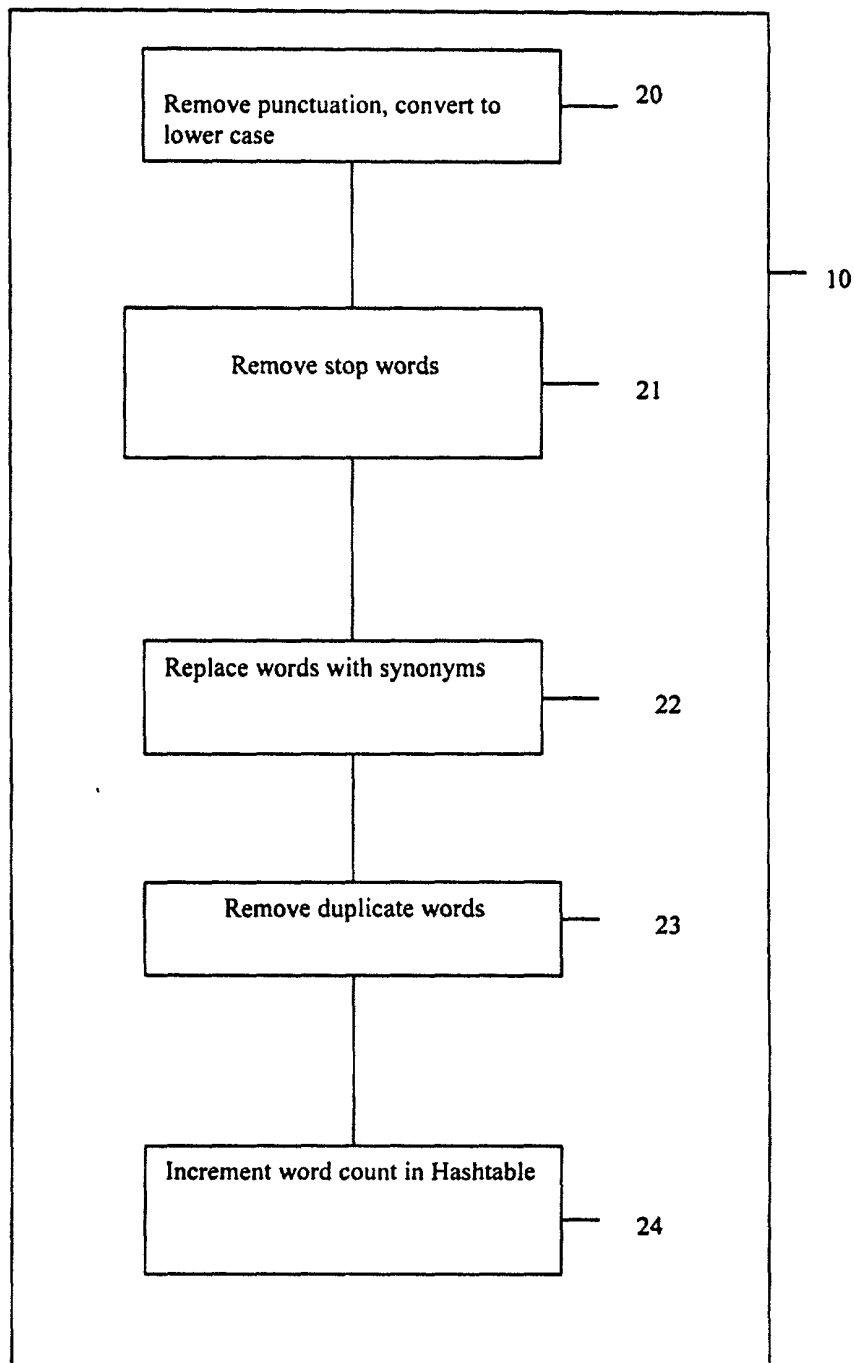 Remove punctuation, convert to
lower case
20
10
Remove stop words
21
Replace words with synonyms
22
Remove duplicate words
23
Increment word count in Hashtable
24